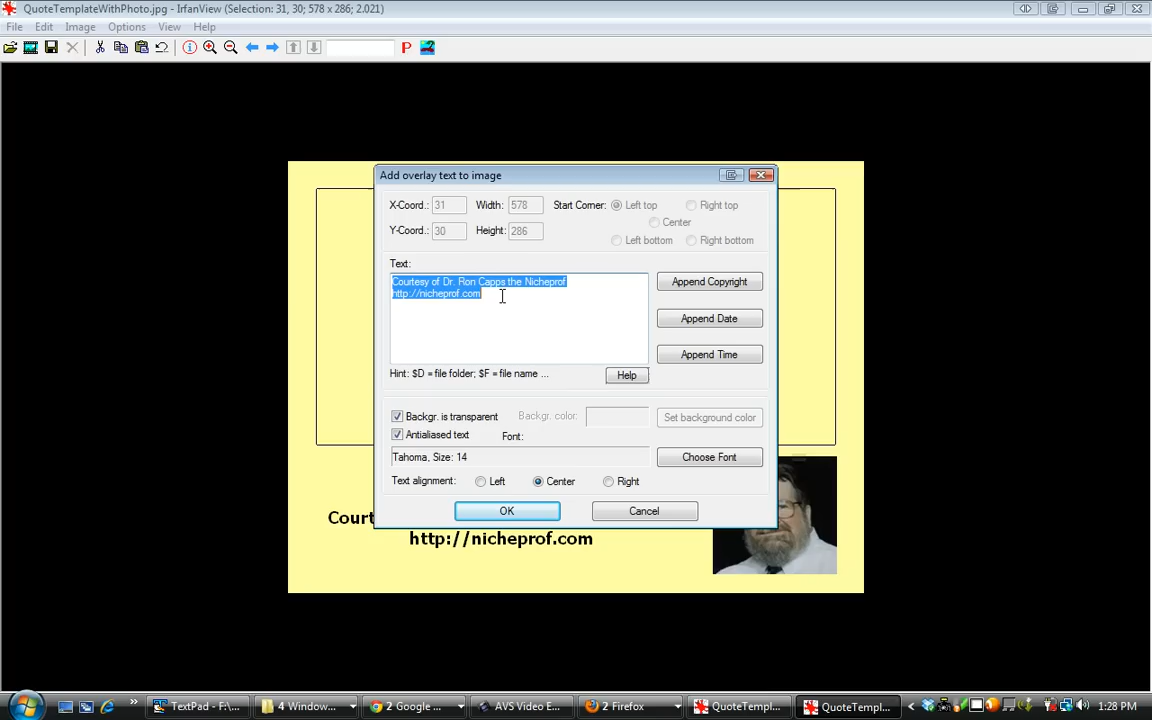 QuoteTemplateWithPhoto.jpg - IrfanView (Selection: 31, 30; 578 x 286; 2.021)
File Edit Image Options View Help
Add overlay text to image
X-Coord.: 31 Width: 578 Start Corner: Left top Right top
Center
Y-Coord.: 30 Height: 286 Left bottom Right bottom
Text:
Courtesy of Dr. Ron Capps the Nicheprof
http://nicheprof.com
Append Copyright
Append Date
Append Time
Hint: $D = file folder; $F = file name ... Help
Backgr. is transparent Backgr. color: Set background color
Antialiased text Font:
Tahoma, Size: 14 Choose Font
Text alignment: Left Center Right
OK Cancel
Court
http://nicheprof.com
TextPad - F:\... 4 Window... 2 Google ... AVS Video E... 2 Firefox QuoteTempl... QuoteTempl... 1:28 PM